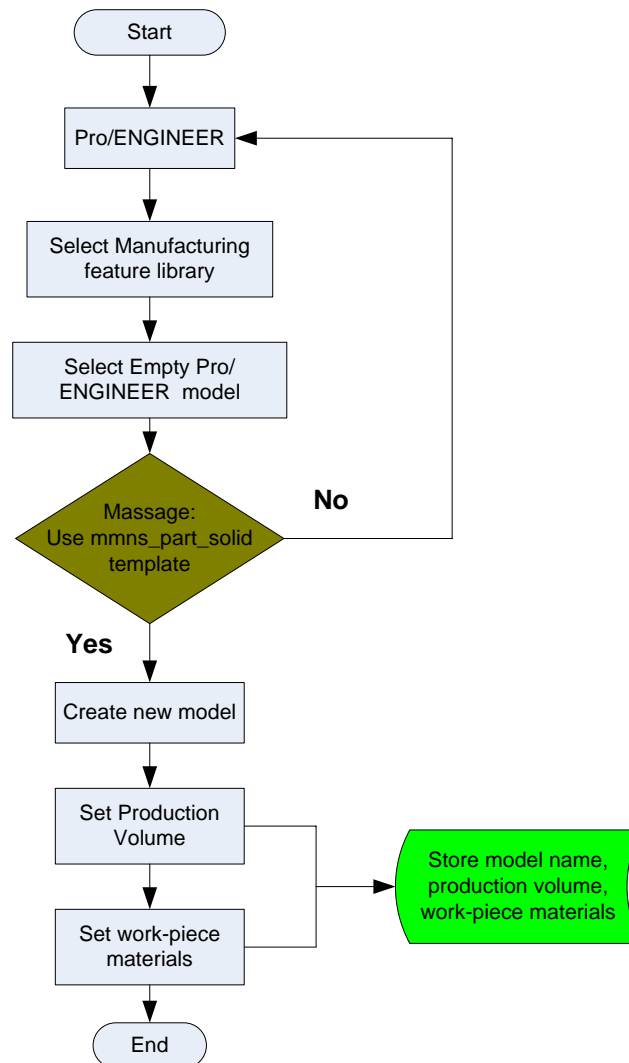 Start
Pro/ENGINEER
Select Manufacturing
feature library
Select Empty Pro/
ENGINEER model
Massage:
Use mmns_part_solid
template
No
Yes
Create new model
Set Production
Volume
Store model name,
production volume,
work-piece materials
Set work-piece
materials
End